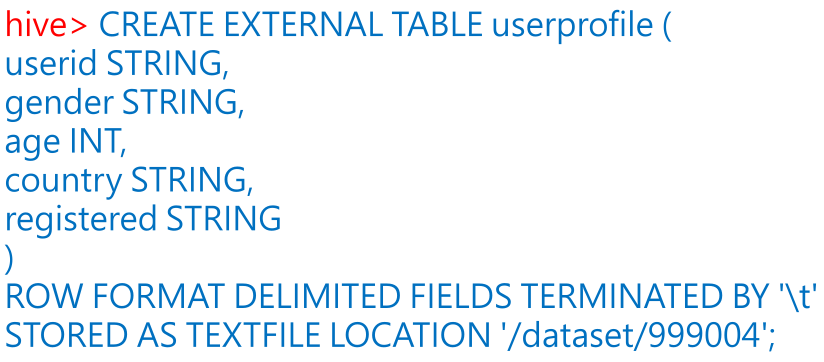 hive> CREATE EXTERNAL TABLE userprofile (
userid STRING,
gender STRING,
age INT,
country STRING,
registered STRING
)
ROW FORMAT DELIMITED FIELDS TERMINATED BY '\t'
STORED AS TEXTFILE LOCATION '/dataset/999004';